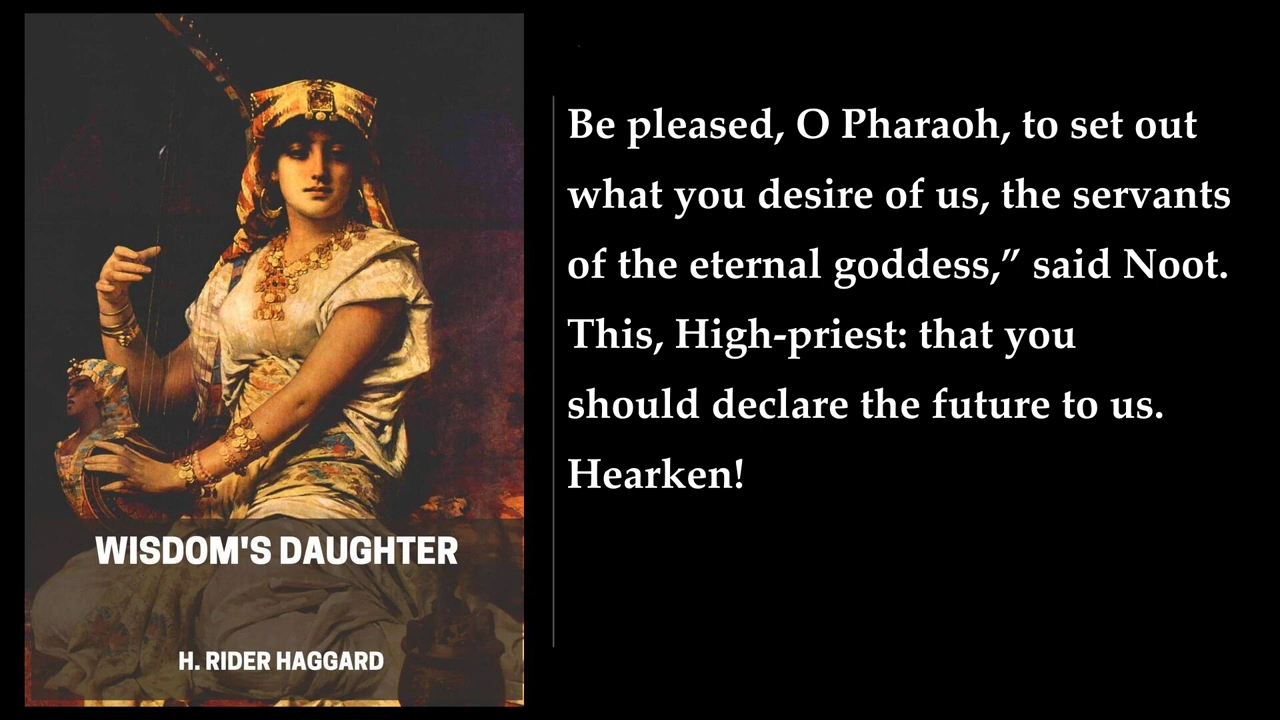 WISDOM'S DAUGHTER
H. RIDER HAGGARD
Be pleased, O Pharaoh, to set out
what you desire of us, the servants
of the eternal goddess,” said Noot.
This, High-priest: that you
should declare the future to us.
Hearken!